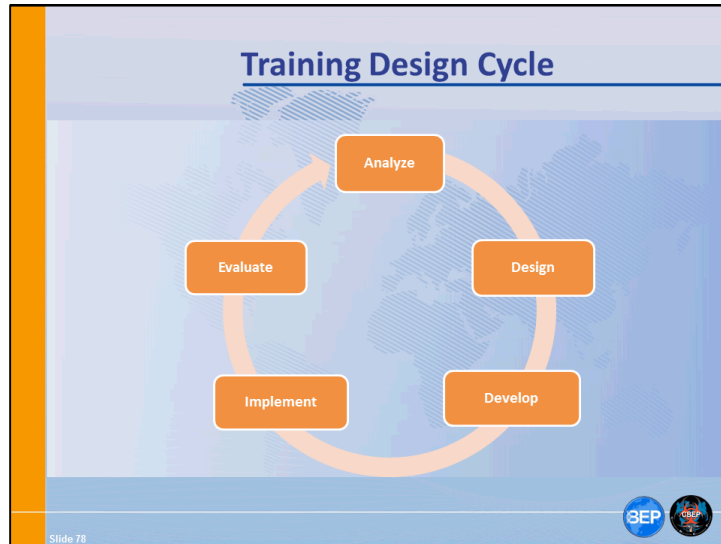 Training Design Cycle
Analyze
Design
Develop
Implement
Evaluate
Slide 78
BEP
CBEP